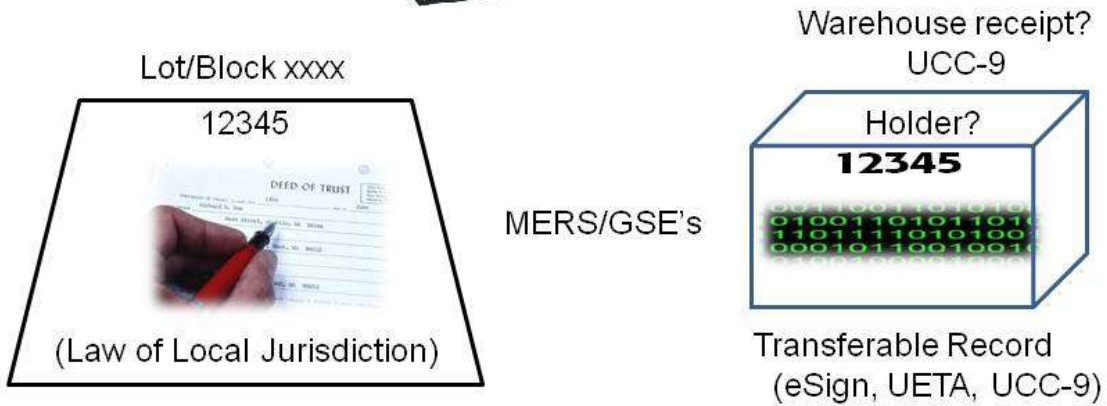 Warehouse receipt?
UCC-9
Lot/Block xxxx
12345
Holder?
12345
DEED OF TRUST
MERS/GSE's
(Law of Local Jurisdiction)
Transferable Record
(eSign, UETA, UCC-9)